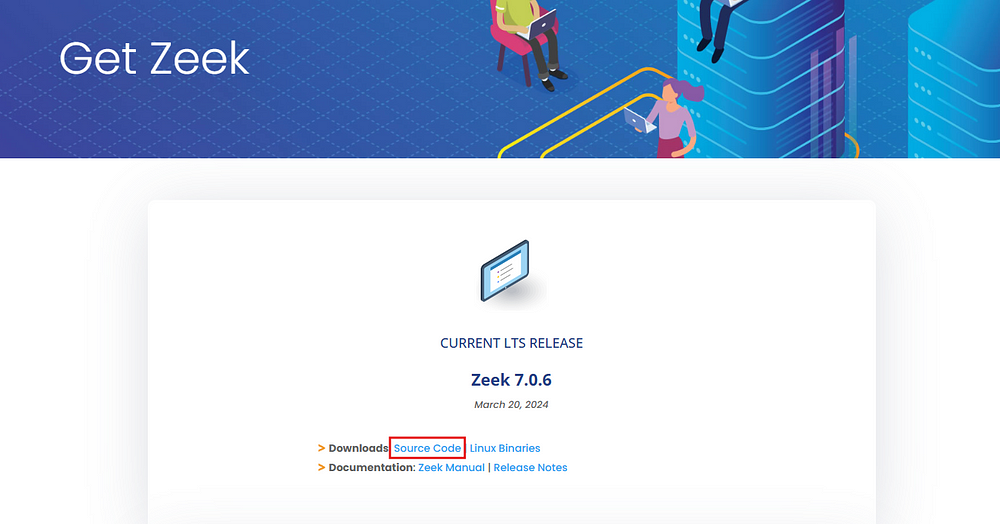 Get Zeek
CURRENT LTS RELEASE
Zeek 7.0.6
March 20, 2024
> Downloads Source Code Linux Binaries
> Documentation: Zeek Manual | Release Notes